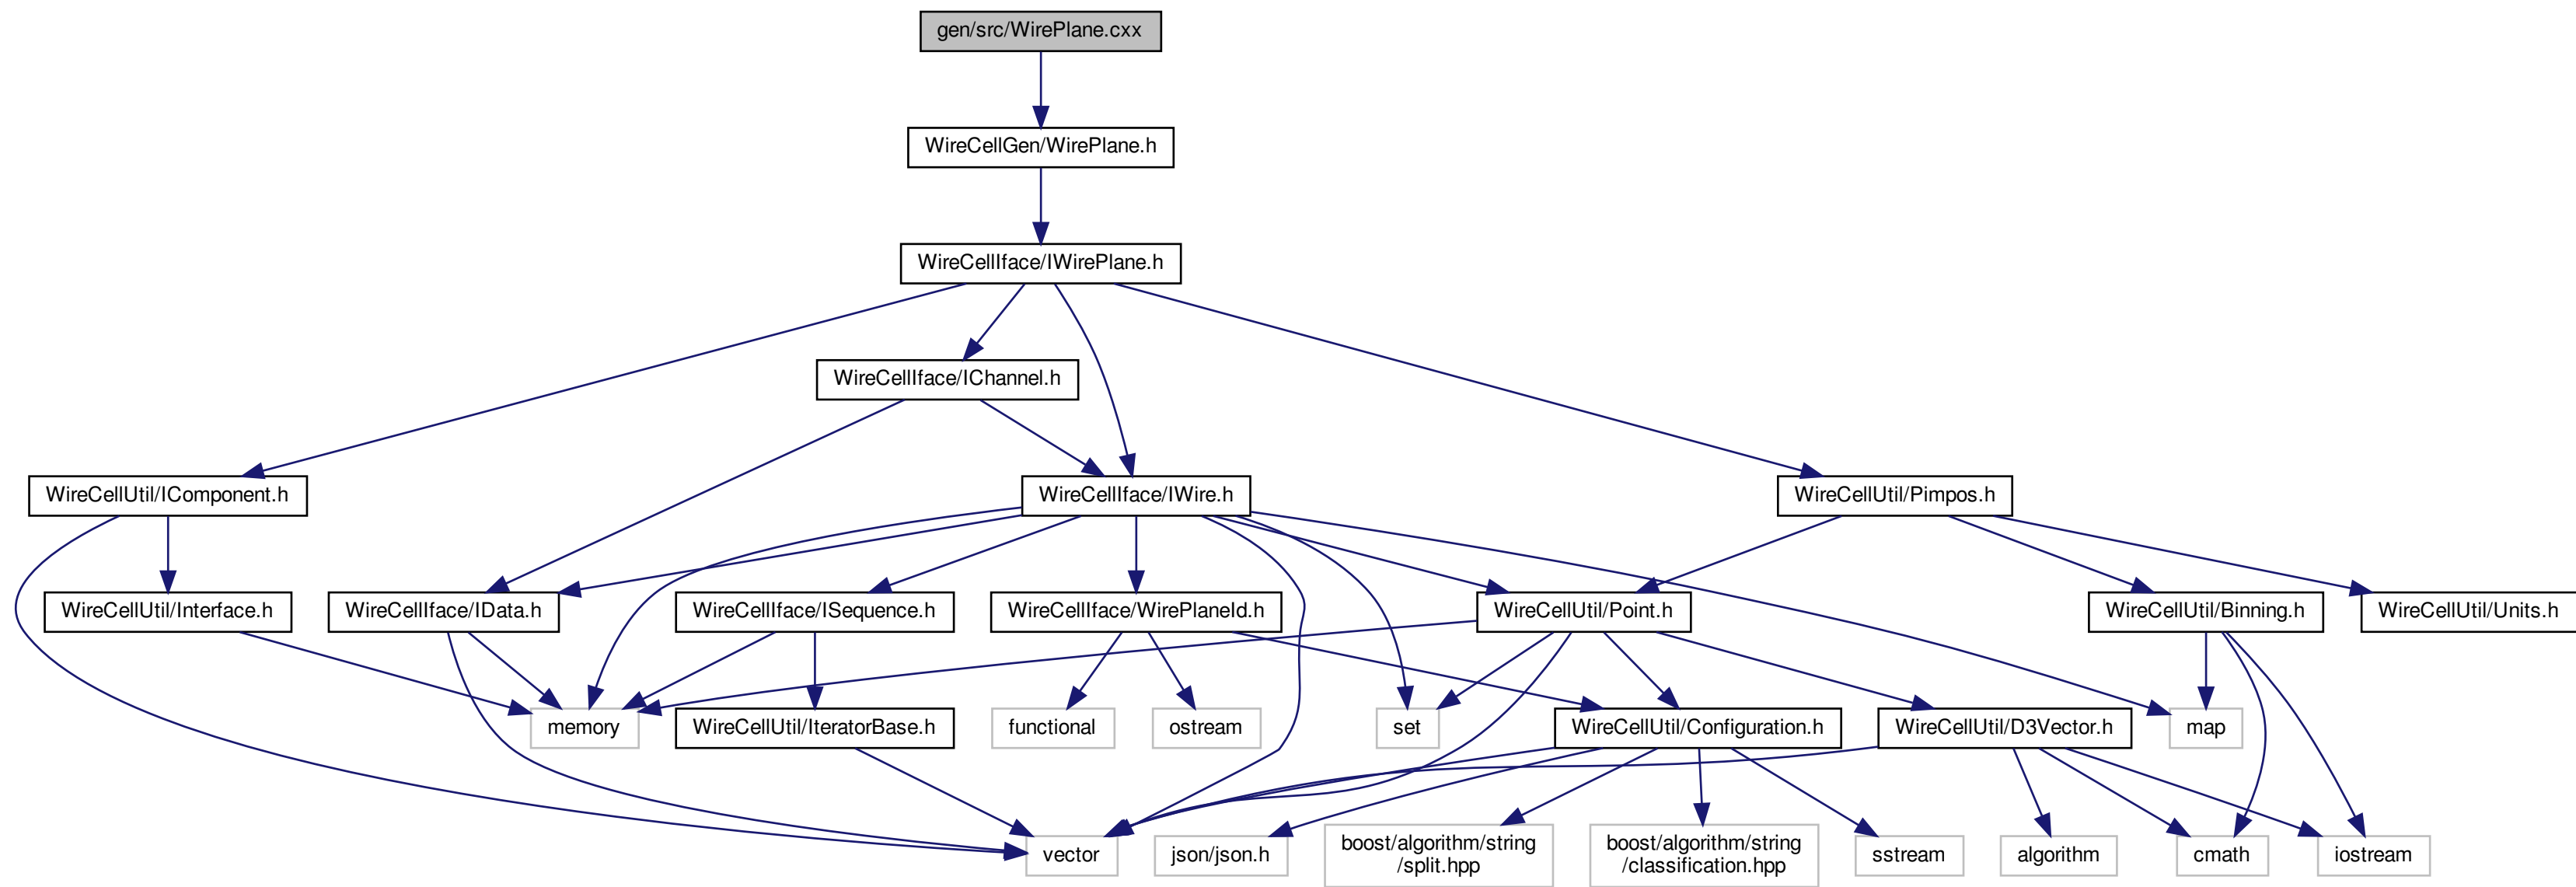 gen/src/WirePlane.cxx
WireCellGen/WirePlane.h
WireCellIface/IWirePlane.h
WireCellIface/IChannel.h
WireCellUtil/IComponent.h
WireCellIface/IWire.h
WireCellUtil/Pimpos.h
WireCellUtil/Interface.h
WireCellIface/IData.h
WireCellIface/ISequence.h
WireCellIface/WirePlaneId.h
WireCellUtil/Point.h
WireCellUtil/Binning.h
WireCellUtil/Units.h
memory
WireCellUtil/IteratorBase.h
functional
ostream
set
WireCellUtil/Configuration.h
WireCellUtil/D3Vector.h
map
vector
json/json.h
boost/algorithm/string
/split.hpp
boost/algorithm/string
/classification.hpp
sstream
algorithm
cmath
iostream